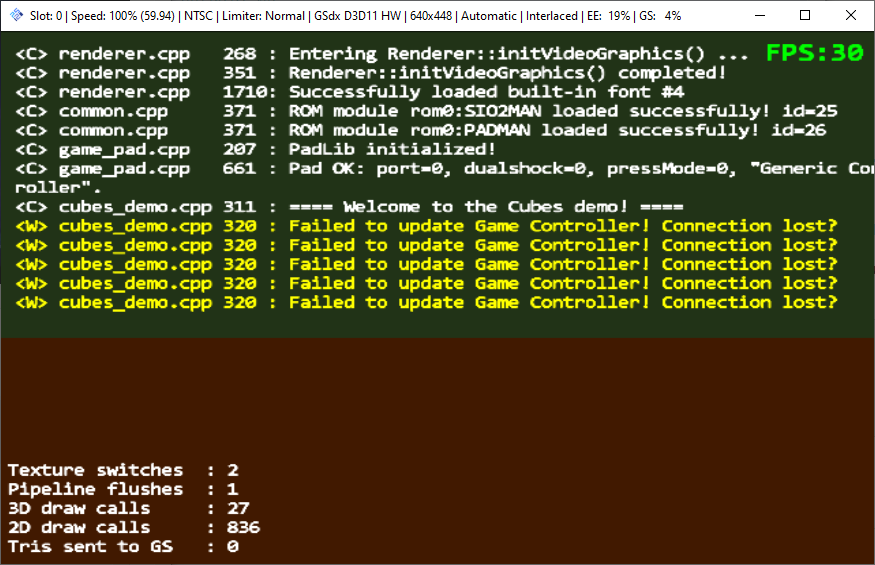 Slot: 0 | Speed: 100% (59.94) | NTSC | Limiter: Normal | GSdx D3D11 HW | 640x448 | Automatic | Interlaced | EE: 19% | GS: 4%
FPS:30
<C> renderer.cpp 268 : Entering Renderer::initVideoGraphics() ...
<C> renderer.cpp 351 : Renderer::initVideoGraphics() completed!
<C> renderer.cpp 1710: Successfully loaded built-in font #4
<C> common.cpp 371 : ROM module rom0:SIO2MAN loaded successfully! id=25
<C> common.cpp 371 : ROM module rom0:PADMAN loaded successfully! id=26
<C> game_pad.cpp 207 : PadLib initialized!
<C> game_pad.cpp 661 : Pad OK: port=0, dualshock=0, pressMode=0, "Generic Con
roller".
<C> cubes_demo.cpp 311 : ==== Welcome to the Cubes demo! ====
<W> cubes_demo.cpp 320 : Failed to update Game Controller! Connection lost?
<W> cubes_demo.cpp 320 : Failed to update Game Controller! Connection lost?
<W> cubes_demo.cpp 320 : Failed to update Game Controller! Connection lost?
<W> cubes_demo.cpp 320 : Failed to update Game Controller! Connection lost?
<W> cubes_demo.cpp 320 : Failed to update Game Controller! Connection lost?
Texture switches : 2
Pipeline flushes : 1
3D draw calls : 27
2D draw calls : 836
Tris sent to GS : 0